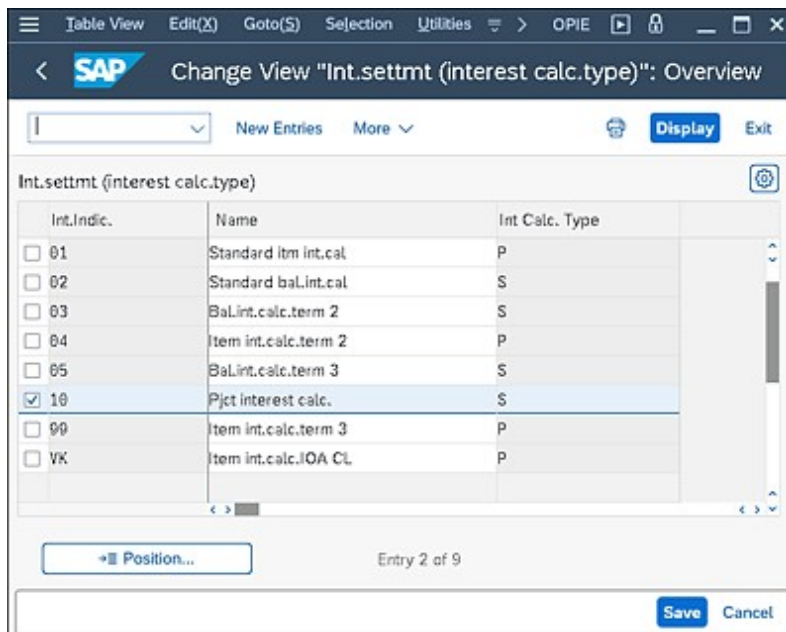 Table View Edit(X) Goto(S) Selection Utilities > OPIE
< SAP Change View "Int.settmt (interest calc.type)": Overview
New Entries More Display Exit
Int.settmt (interest calc.type)
Int.Indic. Name Int Calc. Type
01 Standard itm int.cal P
02 Standard bal.int.cal S
03 Bal.int.calc.term 2 S
04 Item int.calc.term 2 P
05 Bal.int.calc.term 3 S
10 Pjct interest calc. S
99 Item int.calc.term 3 P
VK Item int.calc.IOA CL P
Position... Entry 2 of 9
Save Cancel